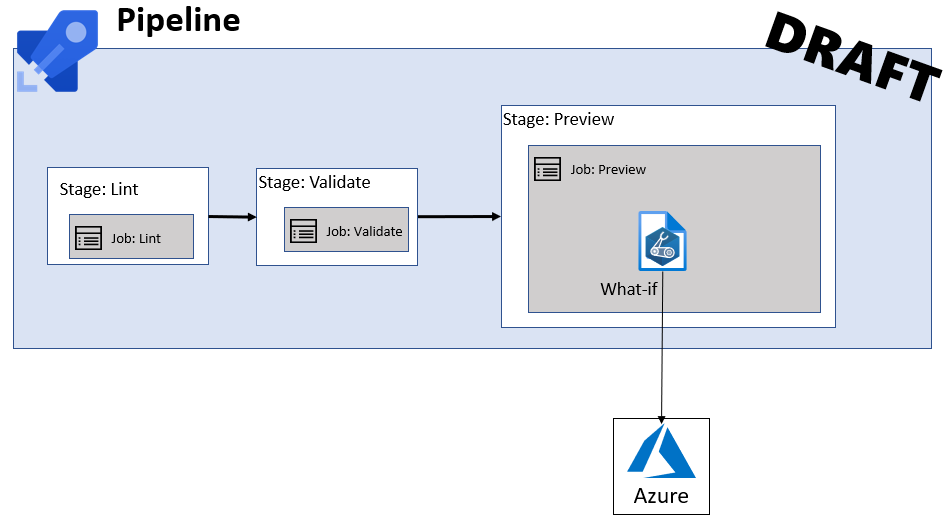 Pipeline
DRAFT
Stage: Lint
Job: Lint
Stage: Validate
Job: Validate
Stage: Preview
Job: Preview
What-if
Azure